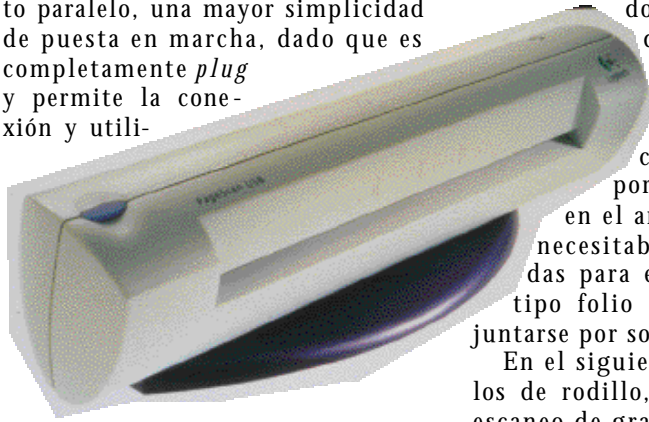 to paralelo, una mayor simplicidad
de puesta en marcha, dado que es
completamente plug
y permite la cone-
xión y utili-
PageScan USB
do
c
c
por
en el a
necesitab
das para e
tipo folio
juntarse por so
En el siguie
los de rodillo,
escaneo de gra